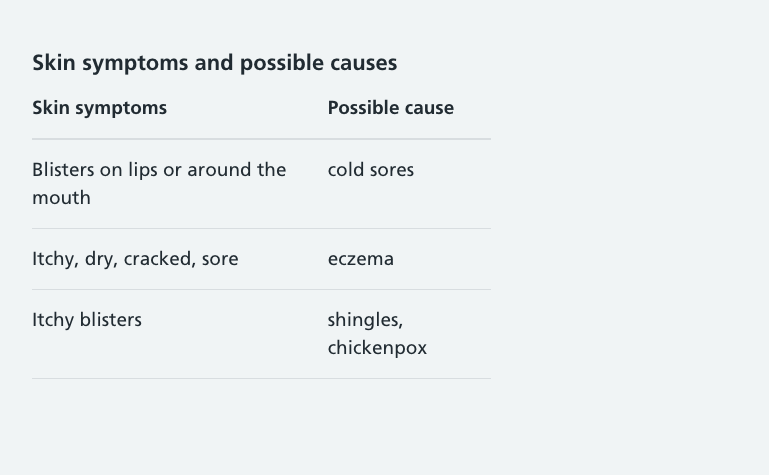 Skin symptoms and possible causes
Skin symptoms Possible cause
Blisters on lips or around the cold sores
mouth
Itchy, dry, cracked, sore eczema
Itchy blisters shingles,
chickenpox